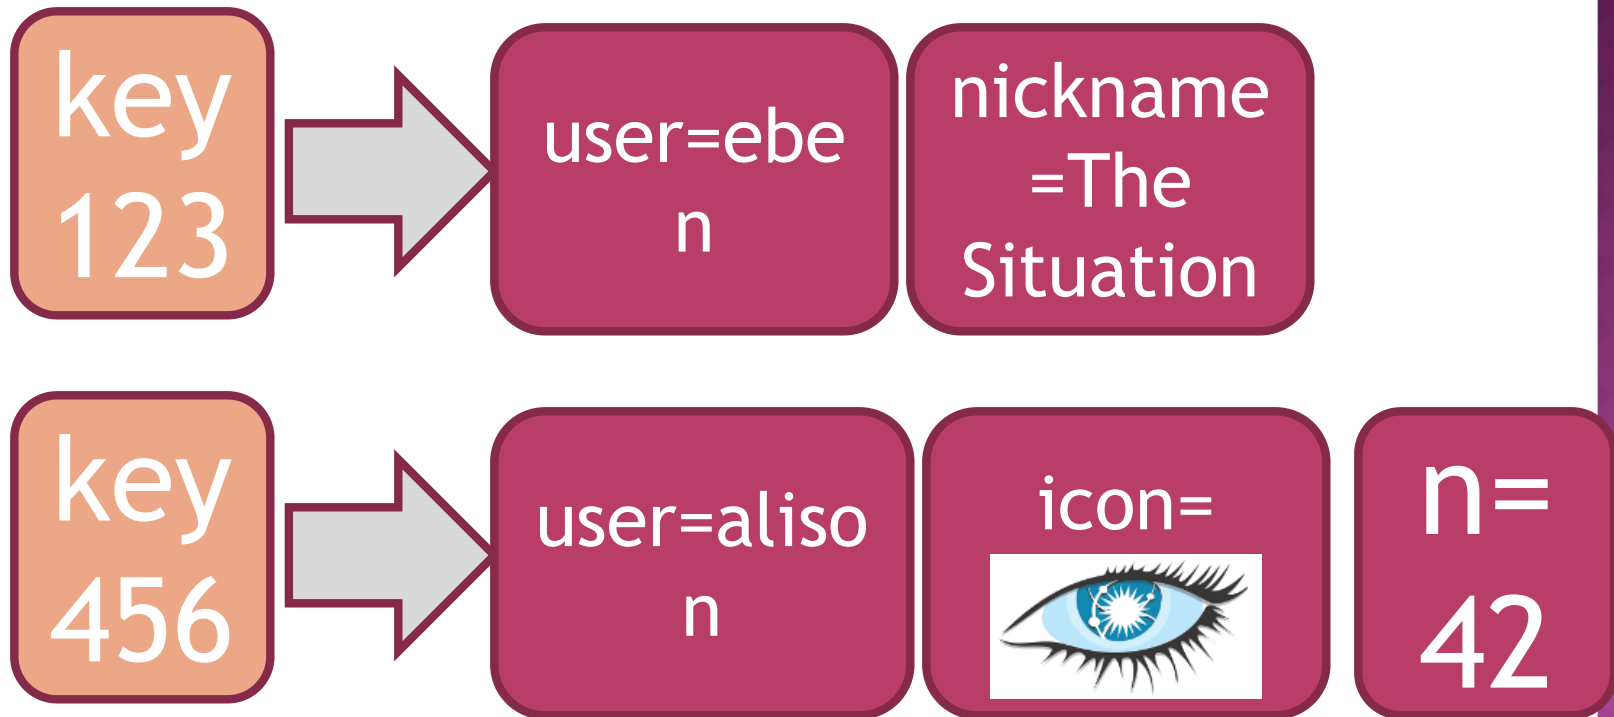 key
123
user=ebe
n
nickname
=The
Situation
key
456
user=aliso
n
icon=
n=
42